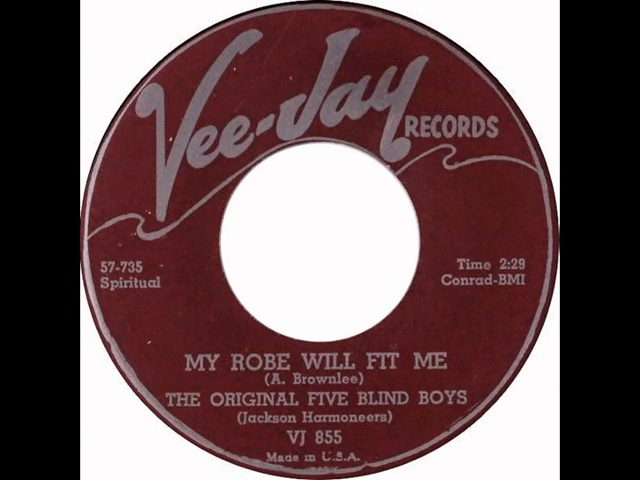 Vee-Jay
RECORDS
57-735
Spiritual
Time 2:29
Conrad-BMI
MY ROBE WILL FIT ME
(A. Brownlee)
THE ORIGINAL FIVE BLIND BOYS
(Jackson Harmoneers)
VJ 855
Made in U.S.A.